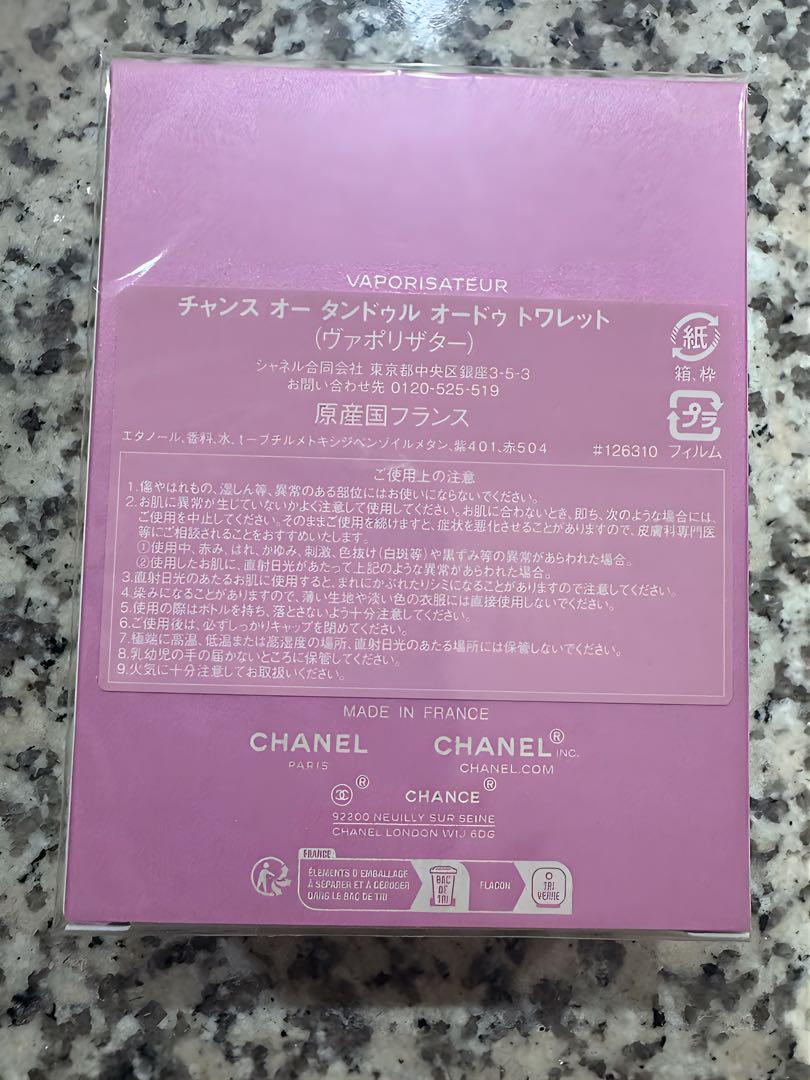 VAPORISATEUR
チャンス オー タンドゥル オードゥ トワレット
(ヴァポリザター)
シャネル合同会社 東京都中央区銀座3-5-3
お問い合わせ先 0120-525-519
原産国フランス
エタノール、香料、水、t-ブチルメトキシジベンゾイルメタン、紫401、赤504
#126310
紙
箱、枠
プラ
フィルム
ご使用上の注意
1.傷やはれもの、湿しん等、異常のある部位にはお使いにならないでください。
2.お肌に異常が生じていないかよく注意して使用してください。お肌に合わないとき、即ち、次のような場合には、
ご使用を中止してください。そのままご使用を続けますと、症状を悪化させることがありますので、皮膚科専門医
等にご相談されることをおすすめいたします。
①使用中、赤み、はれ、かゆみ、刺激、色抜け(白斑等)や黒ずみ等の異常があらわれた場合。
②使用したお肌に、直射日光があたって上記のような異常があらわれた場合。
3.直射日光のあたるお肌に使用すると、まれにかぶれたりシミになることがありますので注意してください。
4.染みになることがありますので、薄い生地や淡い色の衣服には直接使用しないでください。
5.使用の際はボトルを持ち、落とさないよう十分注意してください。
6.ご使用後は、必ずしっかりキャップを閉めてください。
7.極端に高温、低温または高湿度の場所、直射日光のあたる場所には保管しないでください。
8.乳幼児の手の届かないところに保管してください。
9.火気に十分注意してお取扱いください。
MADE IN FRANCE
CHANEL
PARIS
CHANEL® INC.
CHANEL.COM
®
CHANCE®
92200 NEUILLY SUR SEINE
CHANEL LONDON W1J 6DG
FRANCE
ÉLÉMENTS D'EMBALLAGE
À SÉPARER ET À DÉPOSER
DANS LE BAC DE TRI
BAC
DE
TRI
FLACON
TRI
VERRE